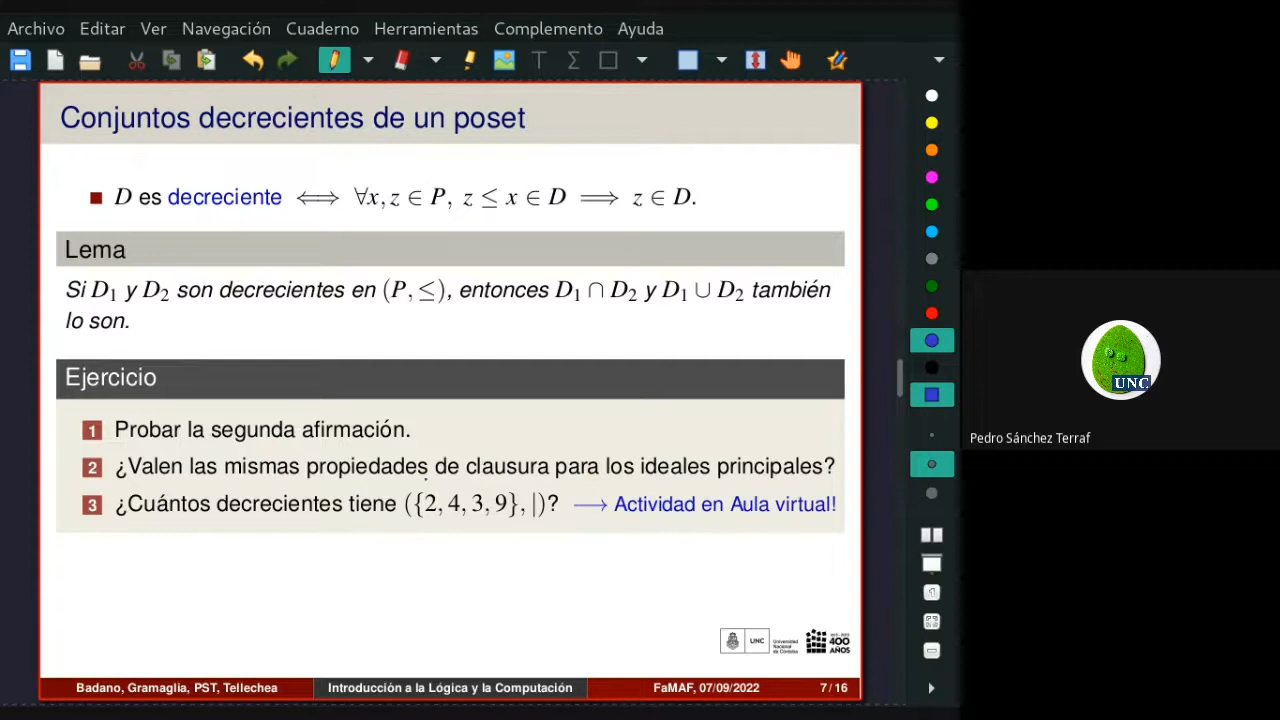 Archivo Editar Ver Navegación Cuaderno Herramientas Complemento Ayuda
Conjuntos decrecientes de un poset
D es decreciente ⟺ ∀x, z ∈ P, z ≤ x ∈ D ⟹ z ∈ D.
Lema
Si D₁ y D₂ son decrecientes en (P, ≤), entonces D₁ ∩ D₂ y D₁ ∪ D₂ también
lo son.
Ejercicio
1 Probar la segunda afirmación.
2 ¿Valen las mismas propiedades de clausura para los ideales principales?
3 ¿Cuántos decrecientes tiene ({2, 4, 3, 9}, |)? ⟶ Actividad en Aula virtual!
UNC
Universidad
Nacional
de Córdoba
400
AÑOS
Badano, Gramaglia, PST, Tellechea Introducción a la Lógica y la Computación FaMAF, 07/09/2022 7 / 16
UNC
Pedro Sánchez Terraf